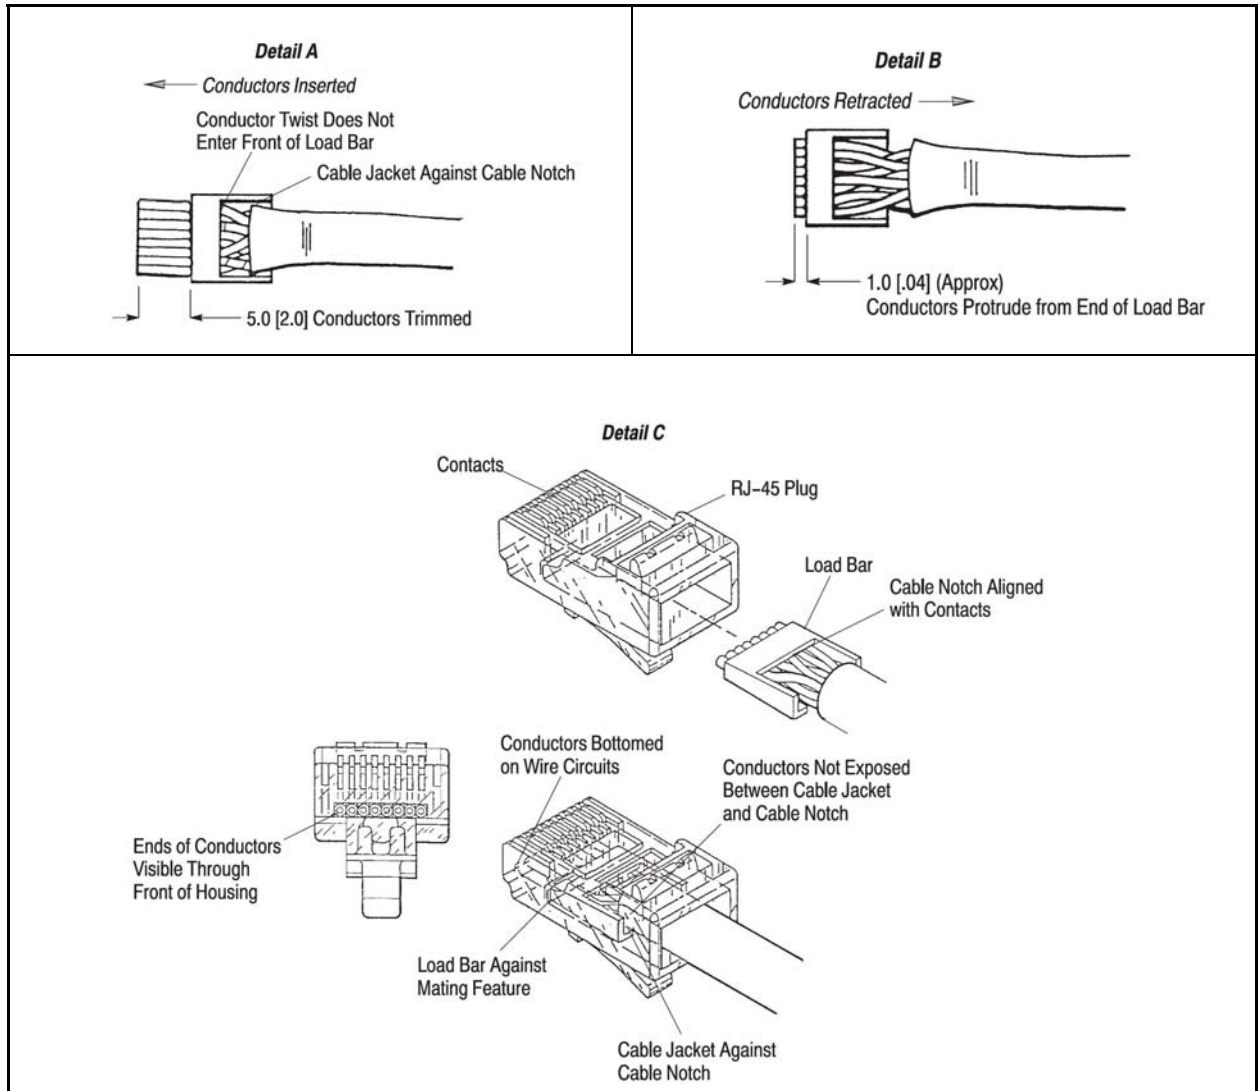 Detail A
Conductors Inserted
Conductor Twist Does Not
Enter Front of Load Bar
Cable Jacket Against Cable Notch
5.0 [2.0] Conductors Trimmed
Detail B
Conductors Retracted
1.0 [.04] (Approx)
Conductors Protrude from End of Load Bar
Detail C
Contacts
RJ-45 Plug
Load Bar
Cable Notch Aligned
with Contacts
Conductors Bottomed
on Wire Circuits
Conductors Not Exposed
Between Cable Jacket
and Cable Notch
Ends of Conductors
Visible Through
Front of Housing
Load Bar Against
Mating Feature
Cable Jacket Against
Cable Notch